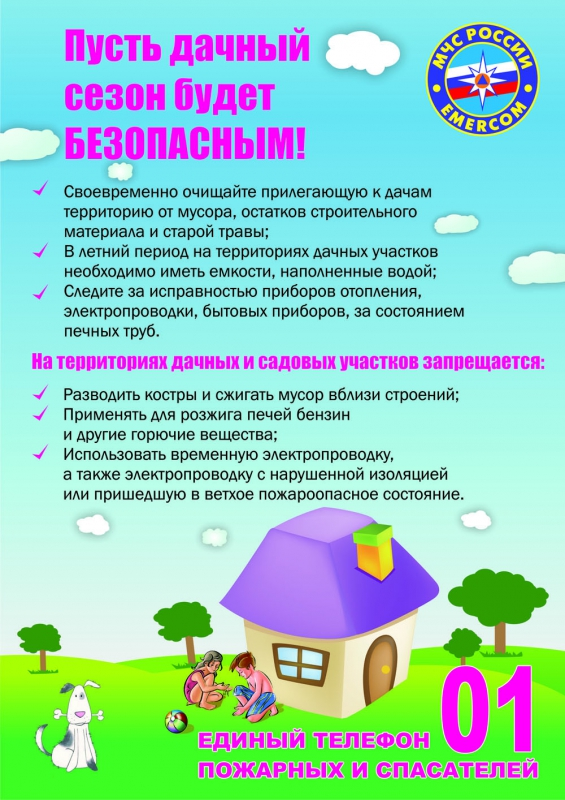 Пусть дачный
сезон будет
БЕЗОПАСНЫМ!
МЧС РОССИИ
EMERCOM
Своевременно очищайте прилегающую к дачам
территорию от мусора, остатков строительного
материала и старой травы;
В летний период на территориях дачных участков
необходимо иметь емкости, наполненные водой;
Следите за исправностью приборов отопления,
электропроводки, бытовых приборов, за состоянием
печных труб.
На территориях дачных и садовых участков запрещается:
Разводить костры и сжигать мусор вблизи строений;
Применять для розжига печей бензин
и другие горючие вещества;
Использовать временную электропроводку,
а также электропроводку с нарушенной изоляцией
или пришедшую в ветхое пожароопасное состояние.
ЕДИНЫЙ ТЕЛЕФОН 01
ПОЖАРНЫХ И СПАСАТЕЛЕЙ